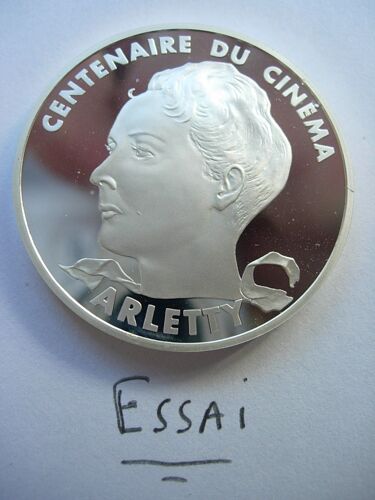 CENTENAIRE DU CINÉMA
ARLETTY
ESSAi